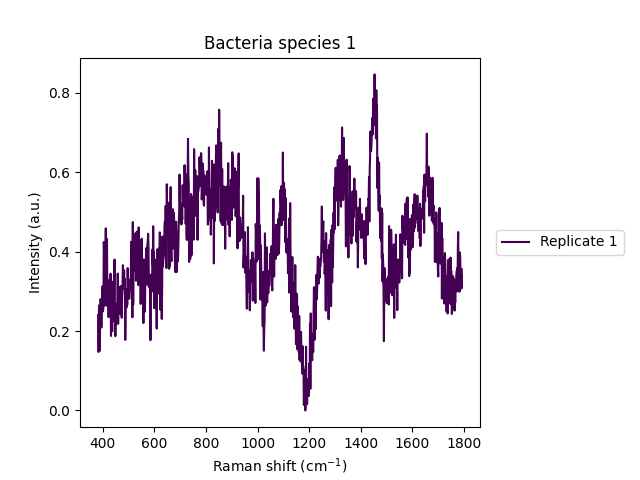 Bacteria species 1
Intensity (a.u.)
0.8
0.6
0.4
0.2
0.0
400 600 800 1000 1200 1400 1600 1800
Raman shift (cm⁻¹)
Replicate 1